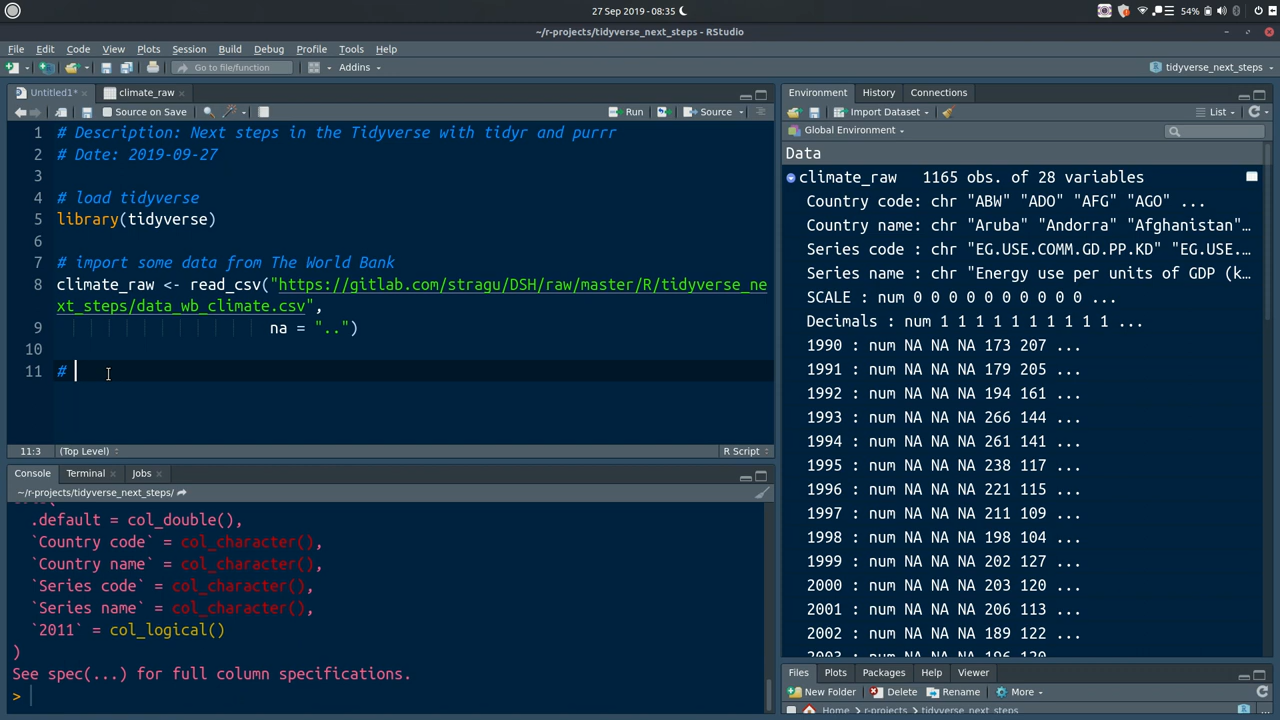 27 Sep 2019 - 08:35
54%
~/r-projects/tidyverse_next_steps - RStudio
File Edit Code View Plots Session Build Debug Profile Tools Help
Go to file/function Addins tidyverse_next_steps
Untitled1* climate_raw
Source on Save Run Source
1 # Description: Next steps in the Tidyverse with tidyr and purrr
2 # Date: 2019-09-27
3
4 # load tidyverse
5 library(tidyverse)
6
7 # import some data from The World Bank
8 climate_raw <- read_csv("https://gitlab.com/stragu/DSH/raw/master/R/tidyverse_ne
xt_steps/data_wb_climate.csv",
9 na = "..")
10
11 #
11:3 (Top Level) R Script
Console Terminal Jobs
~/r-projects/tidyverse_next_steps/
.default = col_double(),
`Country code` = col_character(),
`Country name` = col_character(),
`Series code` = col_character(),
`Series name` = col_character(),
`2011` = col_logical()
)
See spec(...) for full column specifications.
>
Environment History Connections
Import Dataset List
Global Environment
Data
climate_raw 1165 obs. of 28 variables
Country code: chr "ABW" "ADO" "AFG" "AGO" ...
Country name: chr "Aruba" "Andorra" "Afghanistan"...
Series code : chr "EG.USE.COMM.GD.PP.KD" "EG.USE...
Series name : chr "Energy use per units of GDP (k...
SCALE : num 0 0 0 0 0 0 0 0 0 0 ...
Decimals : num 1 1 1 1 1 1 1 1 1 1 ...
1990 : num NA NA NA 173 207 ...
1991 : num NA NA NA 179 205 ...
1992 : num NA NA NA 194 161 ...
1993 : num NA NA NA 266 144 ...
1994 : num NA NA NA 261 141 ...
1995 : num NA NA NA 238 117 ...
1996 : num NA NA NA 221 115 ...
1997 : num NA NA NA 211 109 ...
1998 : num NA NA NA 198 104 ...
1999 : num NA NA NA 202 127 ...
2000 : num NA NA NA 203 120 ...
2001 : num NA NA NA 206 113 ...
2002 : num NA NA NA 189 122 ...
2003 : num NA NA NA 196 120 ...
Files Plots Packages Help Viewer
New Folder Delete Rename More
Home r-projects tidyverse_next_steps